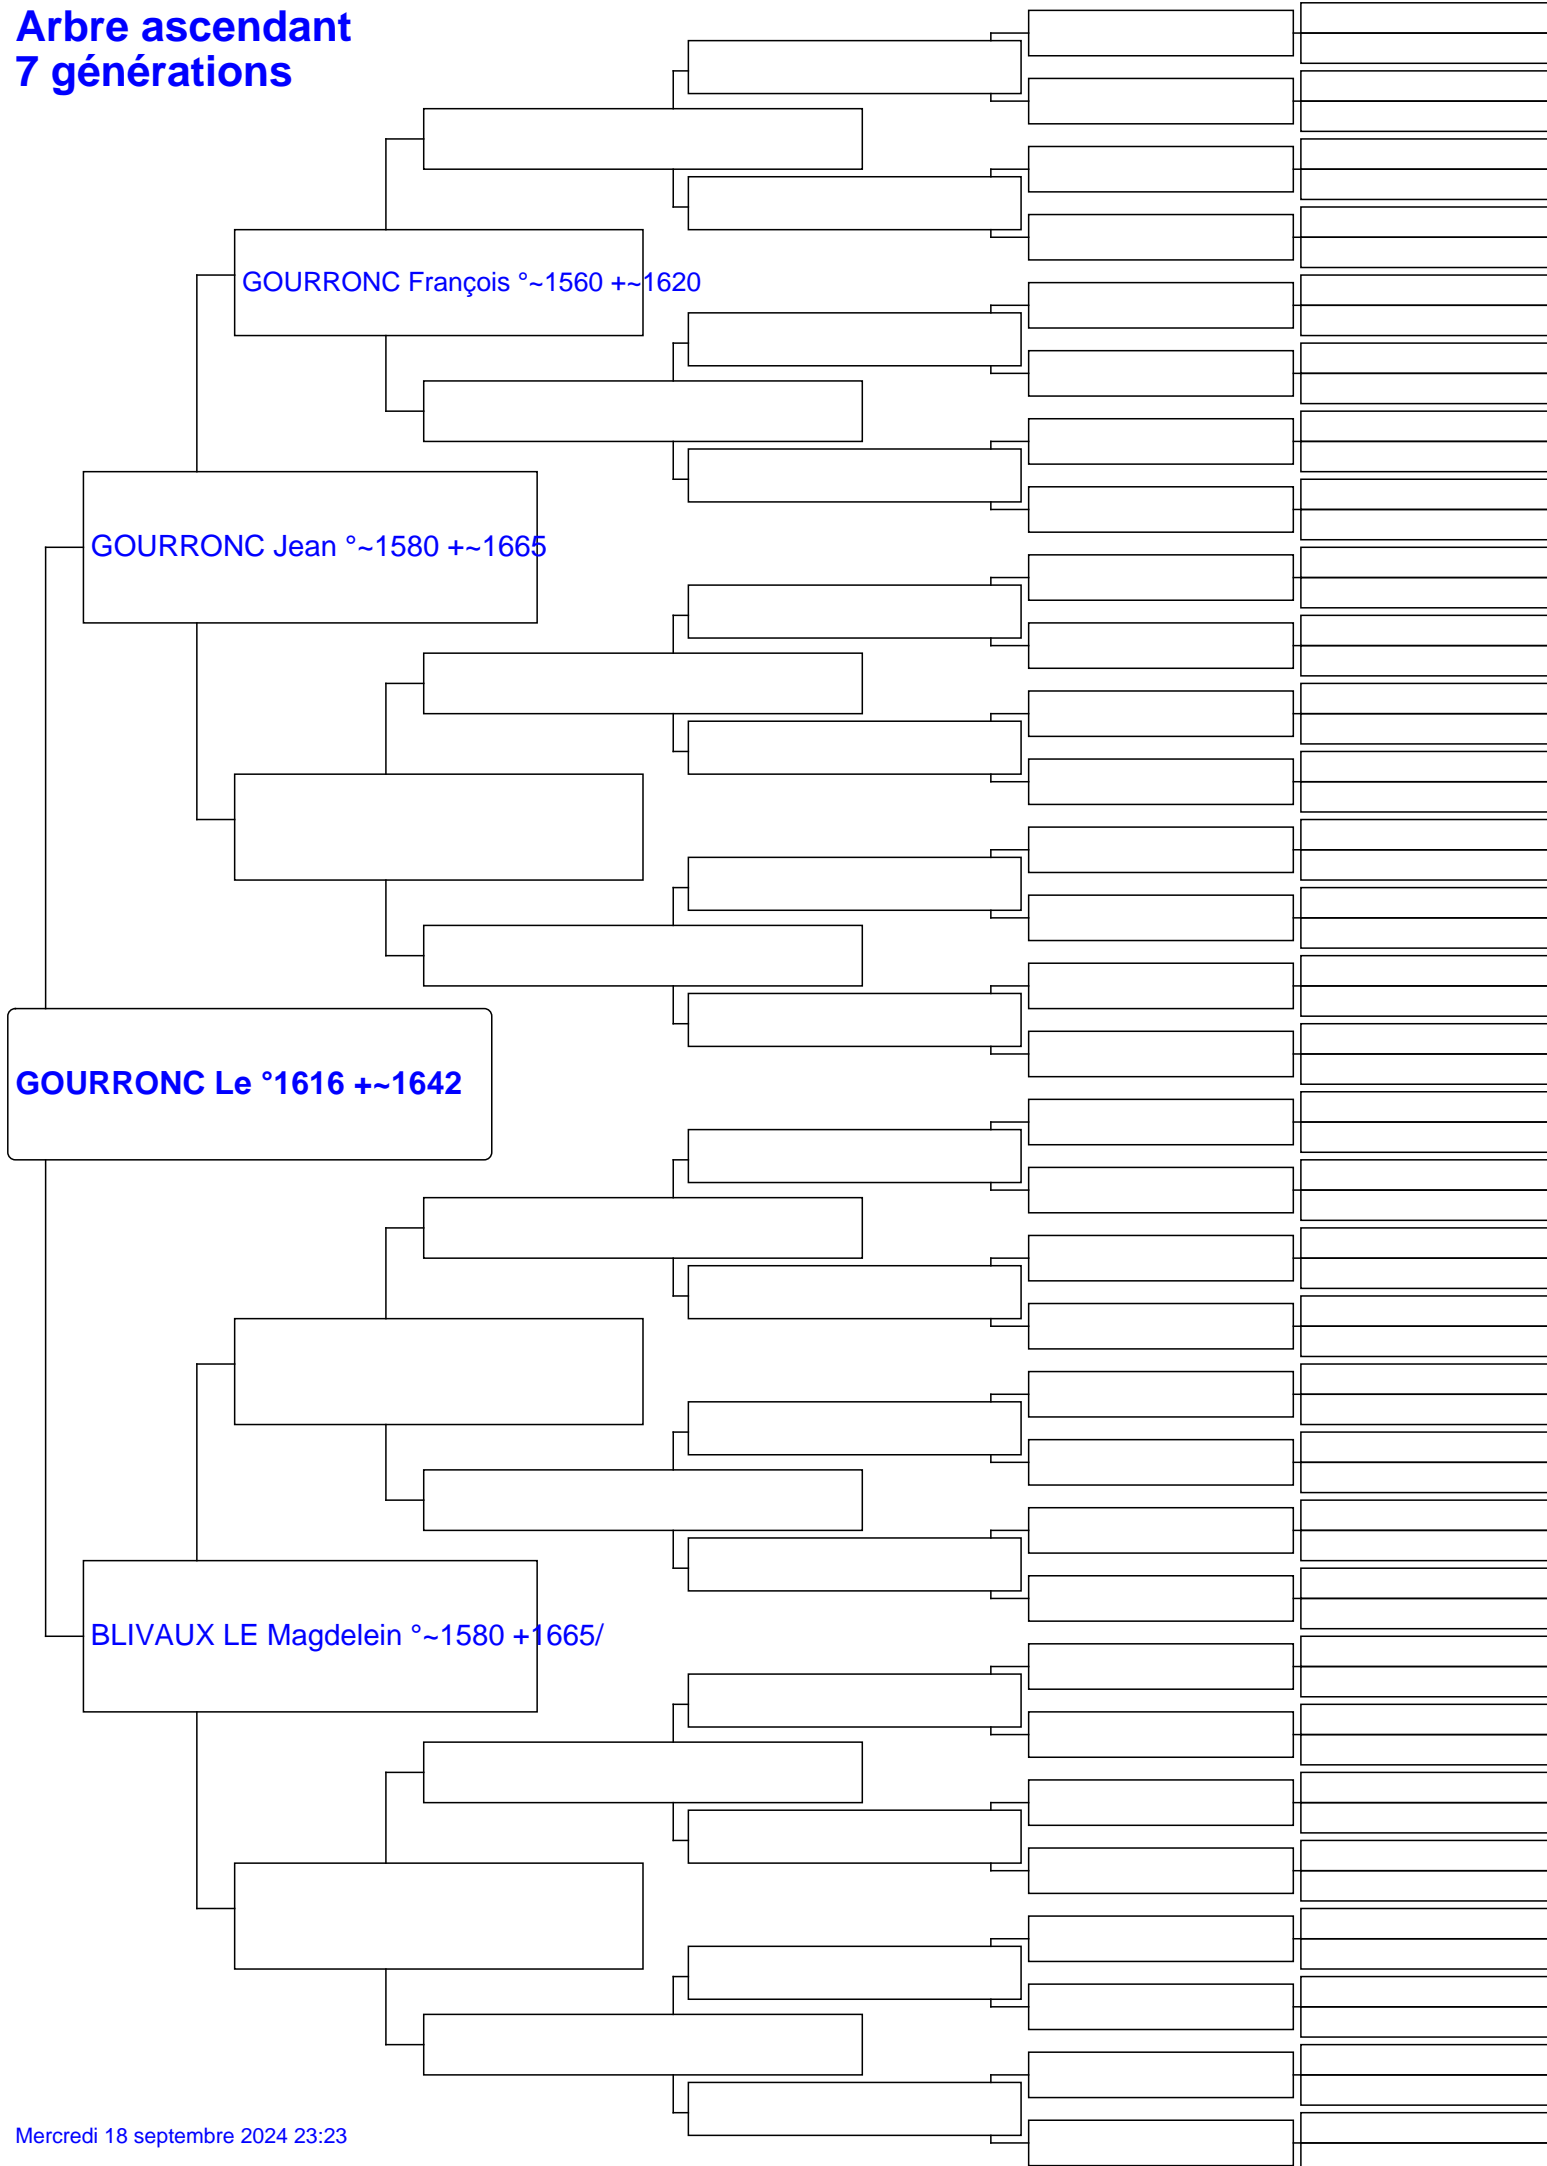 Arbre ascendant
7 générations
GOURRONC François °~1560 +~1620
GOURRONC Jean °~1580 +~1665
GOURRONC Le °1616 +~1642
BLIVAUX LE Magdelein °~1580 +1665/
Mercredi 18 septembre 2024 23:23